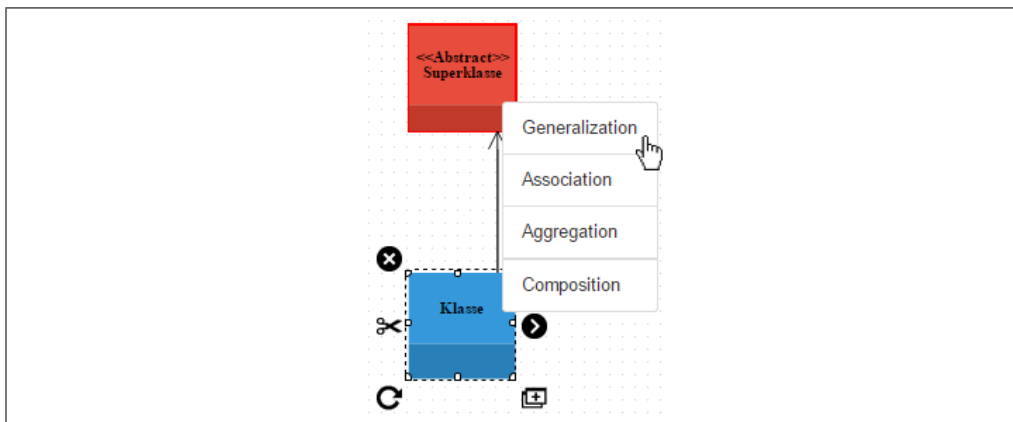 <<Abstract>>
Superklasse
Generalization
Association
Aggregation
Composition
Klasse